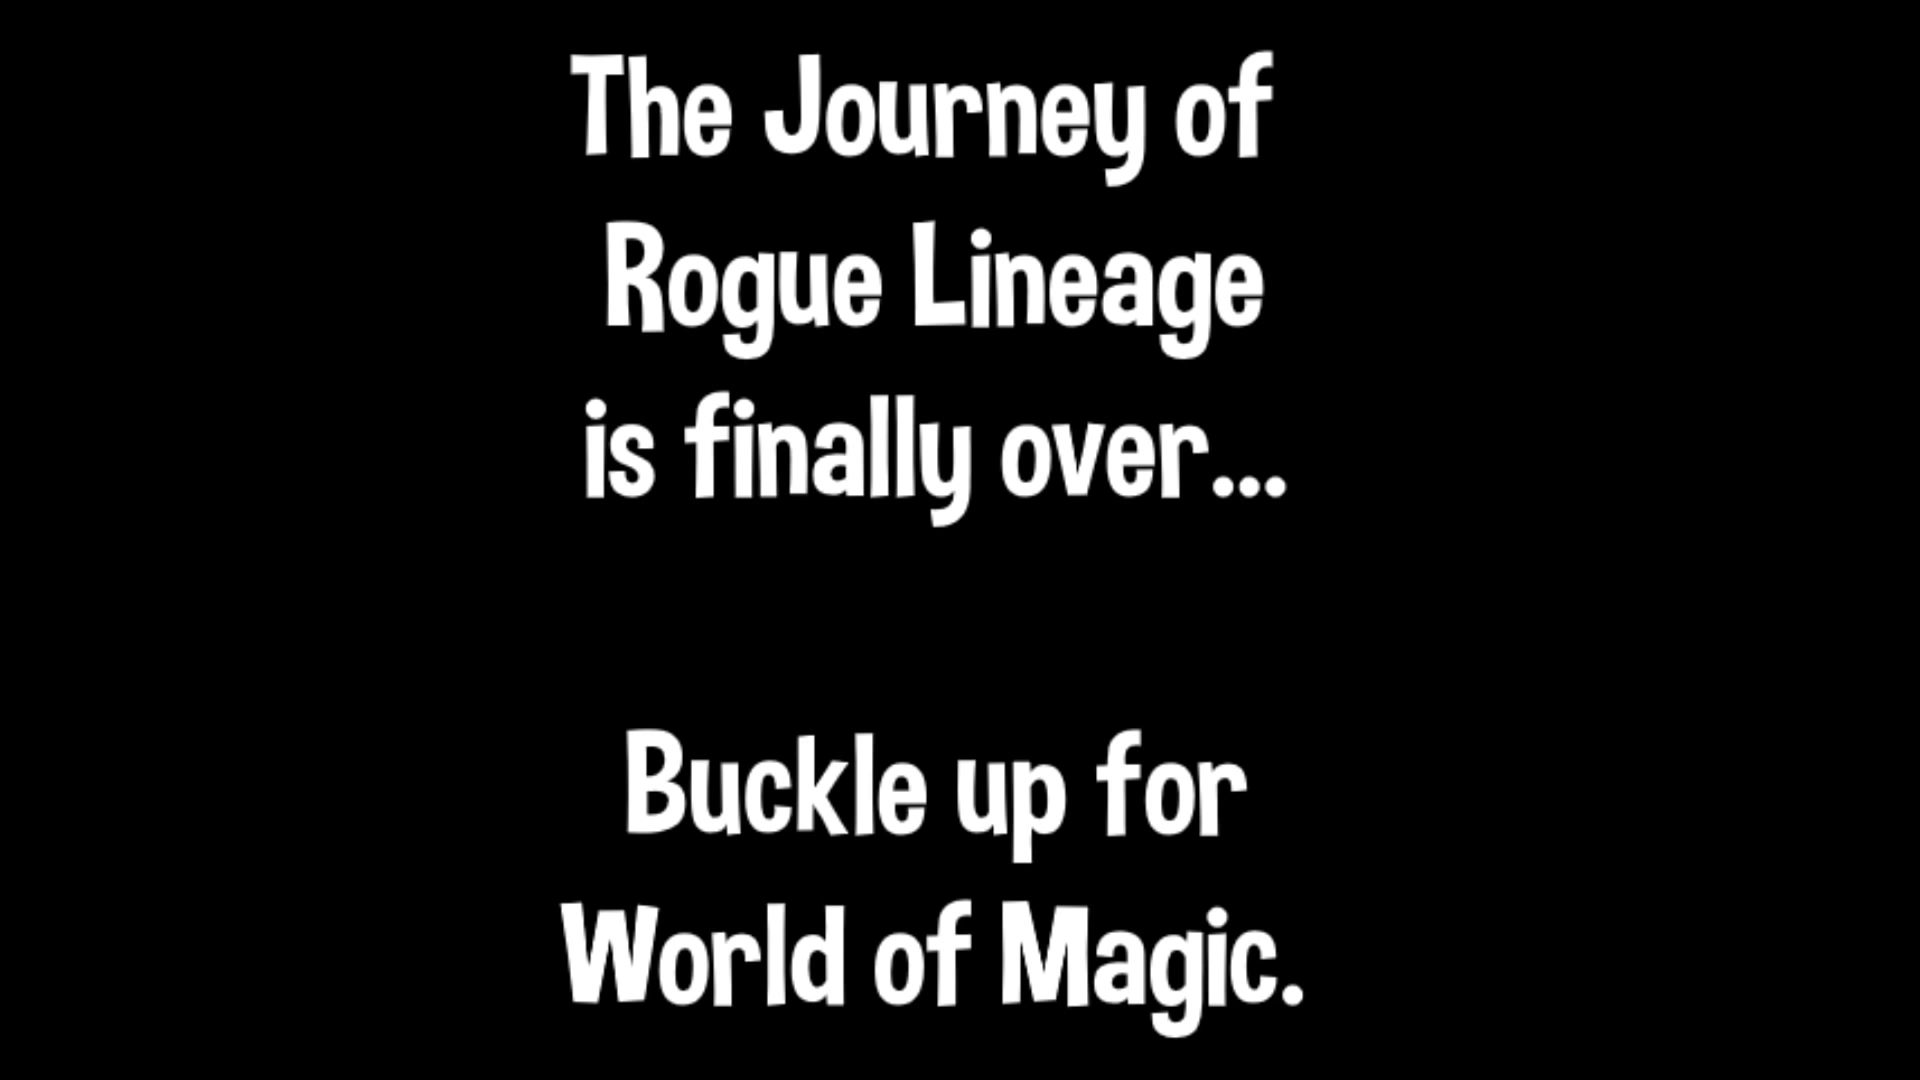 The Journey of
Rogue Lineage
is finally over...
Buckle up for
World of Magic.